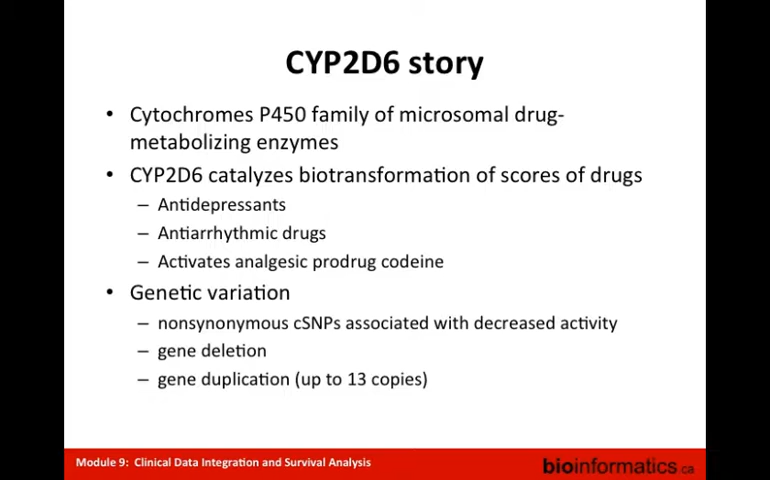 CYP2D6 story
• Cytochromes P450 family of microsomal drug-
metabolizing enzymes
• CYP2D6 catalyzes biotransformation of scores of drugs
– Antidepressants
– Antiarrhythmic drugs
– Activates analgesic prodrug codeine
• Genetic variation
– nonsynonymous cSNPs associated with decreased activity
– gene deletion
– gene duplication (up to 13 copies)
Module 9: Clinical Data Integration and Survival Analysis
bioinformatics.ca